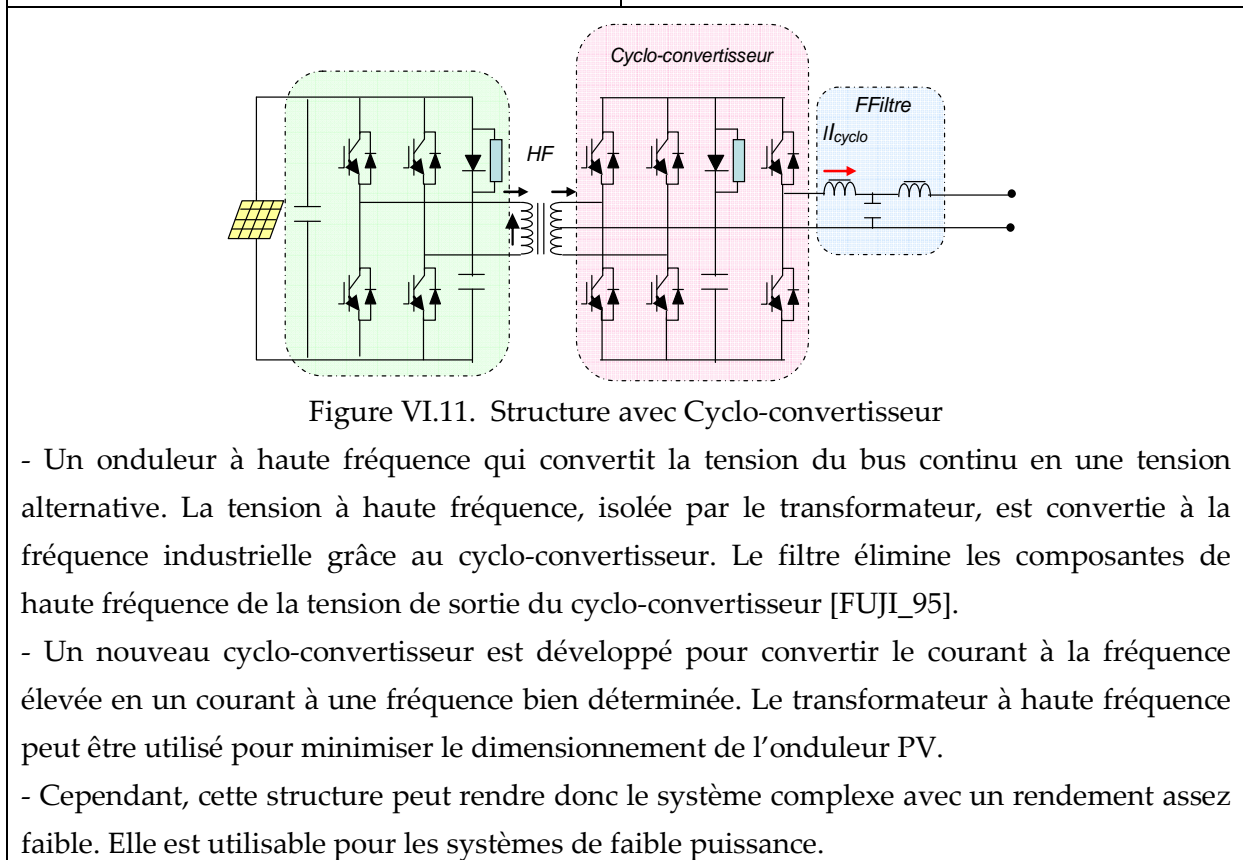 Cyclo-convertisseur
FFiltre
IIcyclo
HF
Figure VI.11. Structure avec Cyclo-convertisseur
- Un onduleur à haute fréquence qui convertit la tension du bus continu en une tension
alternative. La tension à haute fréquence, isolée par le transformateur, est convertie à la
fréquence industrielle grâce au cyclo-convertisseur. Le filtre élimine les composantes de
haute fréquence de la tension de sortie du cyclo-convertisseur [FUJI_95].
- Un nouveau cyclo-convertisseur est développé pour convertir le courant à la fréquence
élevée en un courant à une fréquence bien déterminée. Le transformateur à haute fréquence
peut être utilisé pour minimiser le dimensionnement de l’onduleur PV.
- Cependant, cette structure peut rendre donc le système complexe avec un rendement assez
faible. Elle est utilisable pour les systèmes de faible puissance.